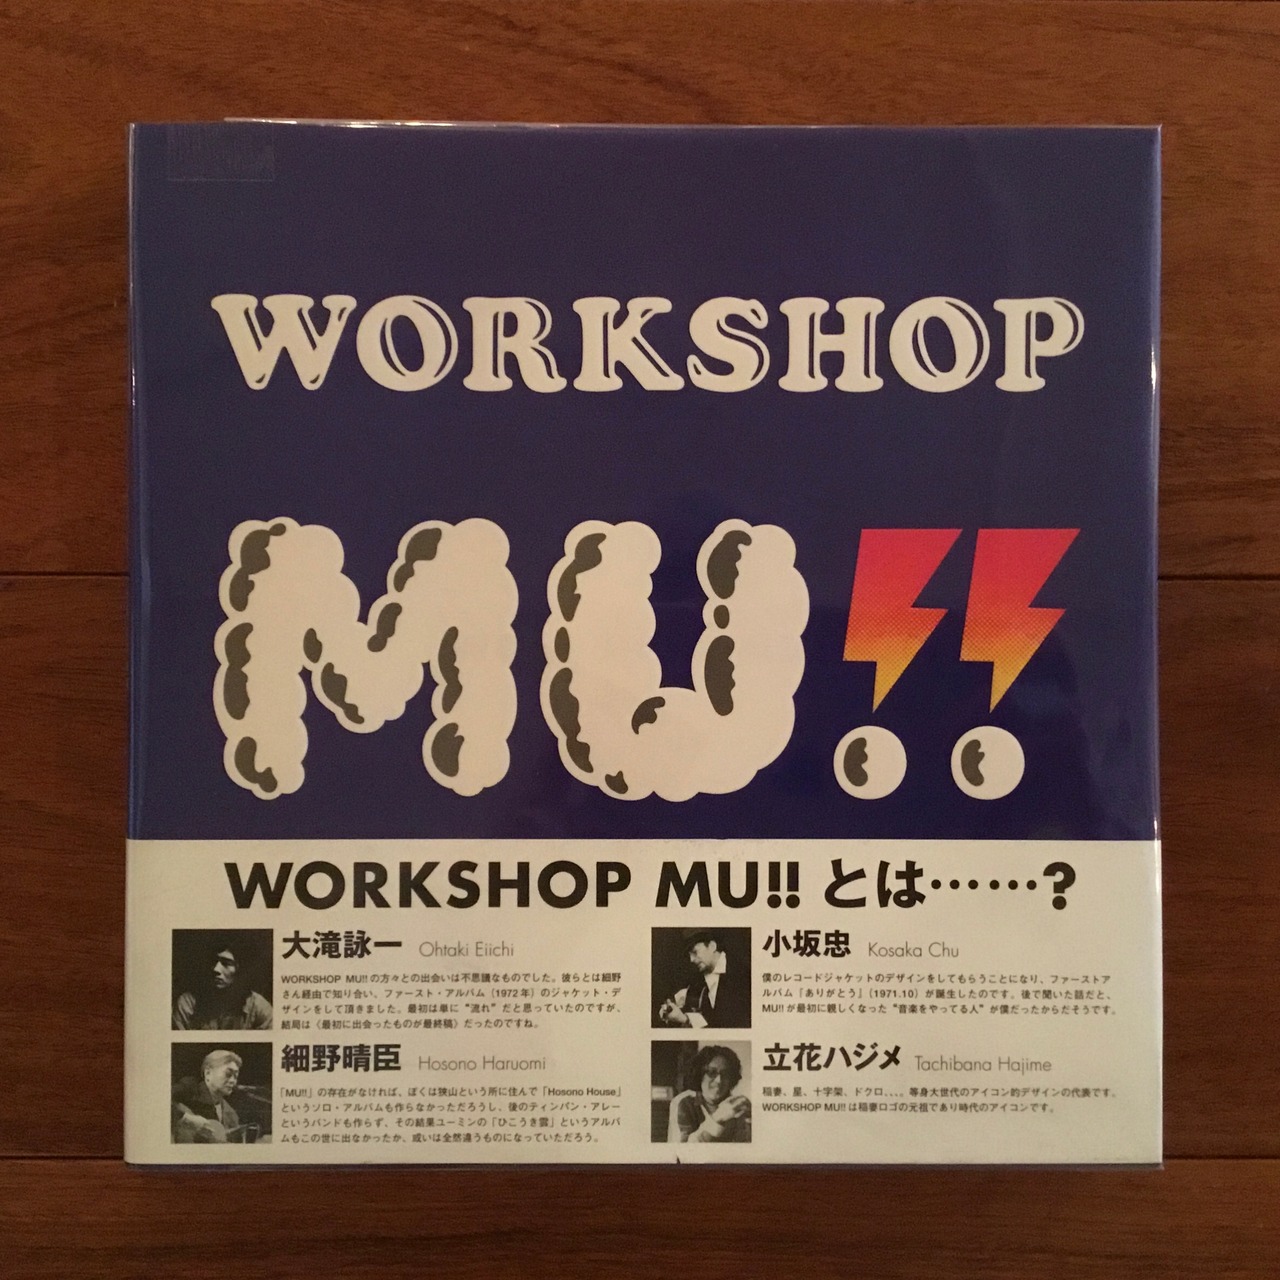 WORKSHOP
MU!!
WORKSHOP MU!! とは……?
大滝詠一 Ohtaki Eiichi
WORKSHOP MU!!の方々との出会いは不思議なものでした。彼らとは細野
さん経由で知り合い、ファースト・アルバム（1972年）のジャケット・デ
ザインをして頂きました。最初は単に“流れ”だと思っていたのですが、
結局は〈最初に出会ったものが最終稿〉だったのですね。
小坂忠 Kosaka Chu
僕のレコードジャケットのデザインをしてもらうことになり、ファーストア
ルバム「ありがとう」(1971.10) が誕生したのです。後で聞いた話だと、
MU!!が最初に親しくなった“音楽をやってる人”が僕だったからだそうです。
細野晴臣 Hosono Haruomi
「MU!!」の存在がなければ、ぼくは狭山という所に住んで「Hosono House」
というソロ・アルバムも作らなかっただろうし、後のティンパン・アレー
というバンドも作らず、その結果ユーミンの「ひこうき雲」というアルバ
ムもこの世に出なかったか、或いは全然違うものになっていただろう。
立花ハジメ Tachibana Hajime
稲妻、星、十字架、ドクロ、、、。等身大世代のアイコン的デザインの代表です。
WORKSHOP MU!!は稲妻ロゴの元祖であり時代のアイコンです。